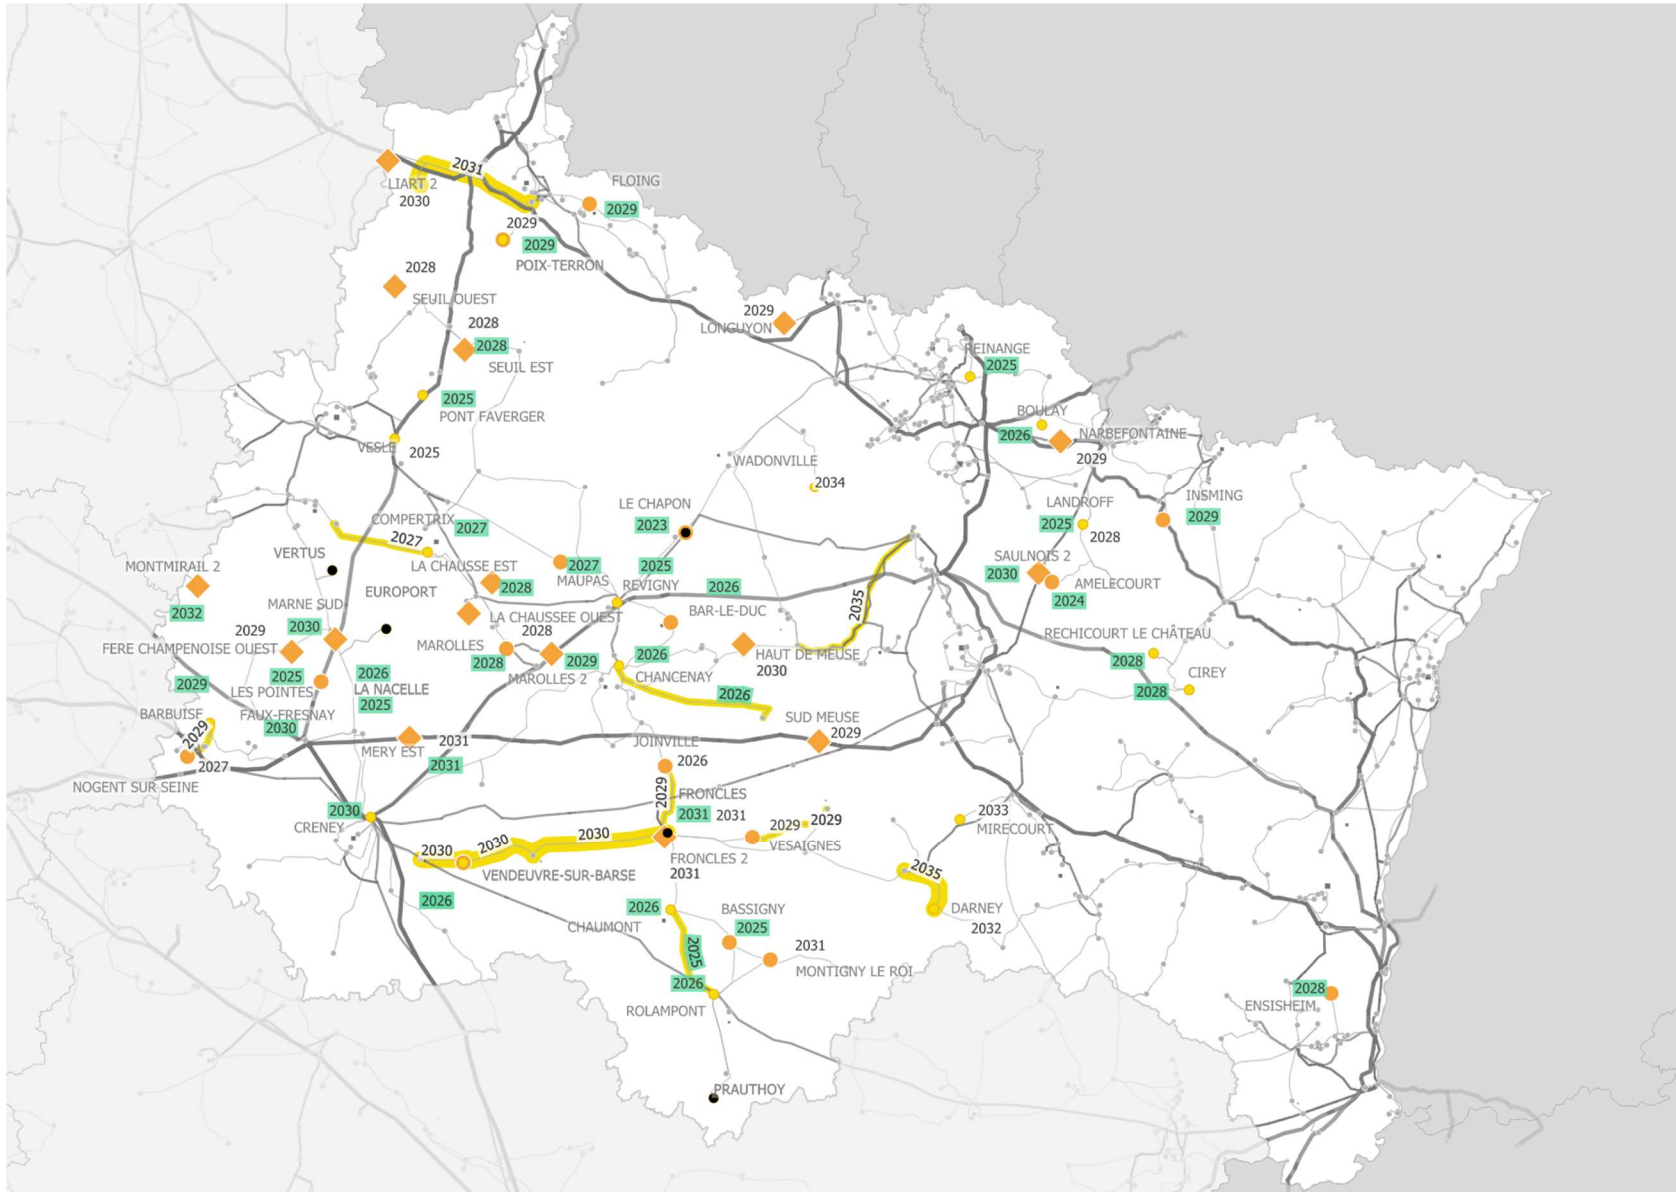 2031
LIART 2
2030
FLOING
2029
2029
2029
POIX-TERRON
2028
SEUIL OUEST
2028
2028
SEUIL EST
2029
LONGUYON
REINANGE
2025
2025
PONT FAVERGER
BOULAY
2026
NARBEFONTAINE
2029
VESLE
2025
WADONVILLE
2034
LE CHAPON
2023
2025
LANDROFF
2025
2028
INSMING
2029
COMPERTRIX
2027
2027
VERTUS
LA CHAUSSE EST
2028
2027
MAUPAS
REVIGNY
2026
SAULNOIS 2
2030
AMELECOURT
2024
MONTMIRAIL 2
2032
EUROPORT
MARNE SUD
2030
LA CHAUSSEE OUEST
BAR-LE-DUC
2035
2029
FERE CHAMPENOISE OUEST
2025
MAROLLES
2028
2028
2029
MAROLLES 2
2026
CHANCENAY
2026
HAUT DE MEUSE
2030
RECHICOURT LE CHÂTEAU
2028
2028
CIREY
2029
LES POINTES
2026
LA NACELLE
2025
BARBUISE
FAUX-FRESNAY
2030
2029
2027
NOGENT SUR SEINE
MERY EST
2031
2031
SUD MEUSE
2029
JOINVILLE
2026
2029
FRONCLES
2031
2031
2030
CRENEY
2030
2030
2030
VENDEUVRE-SUR-BARSE
FRONCLES 2
2031
2029
2029
VESAIGNES
2033
MIRECOURT
2035
DARNEY
2032
2026
2026
CHAUMONT
BASSIGNY
2025
2025
2031
MONTIGNY LE ROI
2026
ROLAMPONT
2028
ENSISHEIM
PRAUTHOY